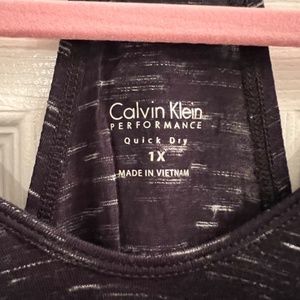 Calvin Klein
PERFORMANCE
Quick Dry
1X
MADE IN VIETNAM